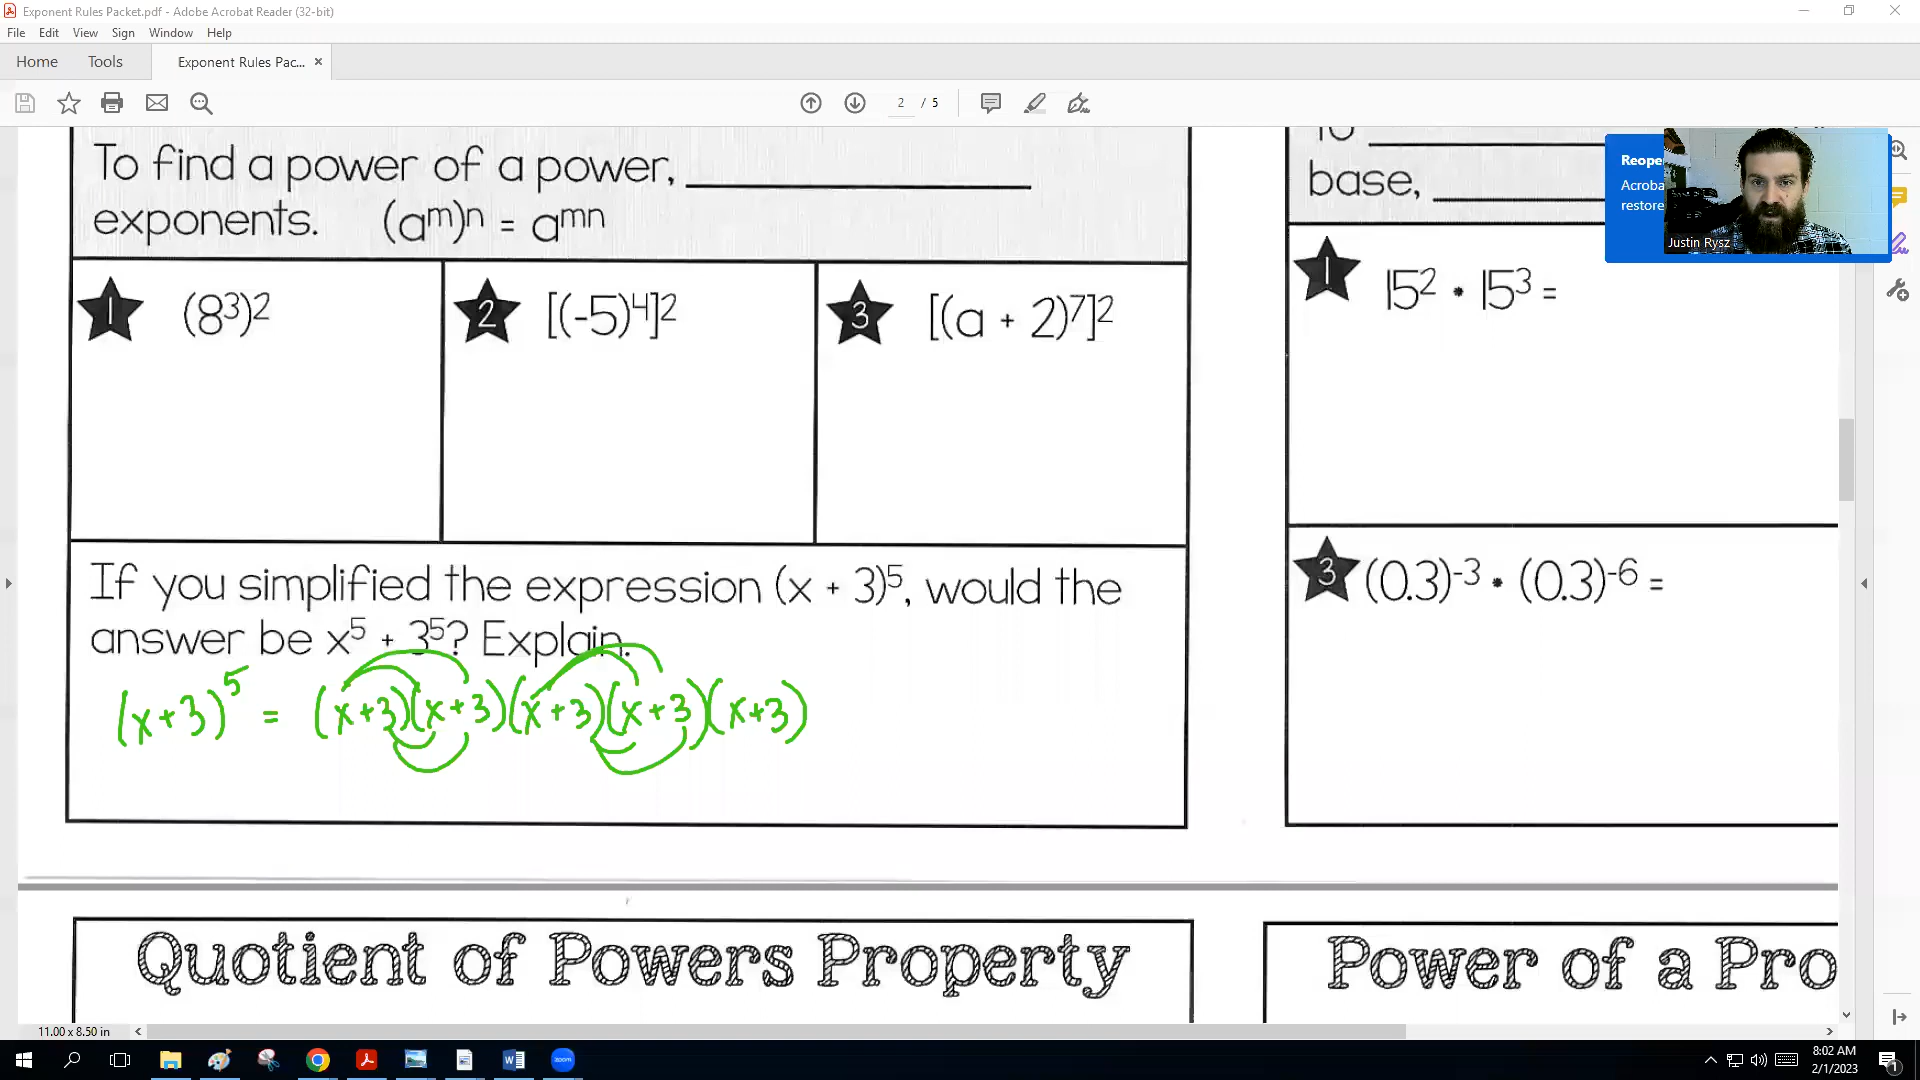 Exponent Rules Packet.pdf - Adobe Acrobat Reader (32-bit)
File Edit View Sign Window Help
Home Tools Exponent Rules Pac... ×
2 / 5
To find a power of a power, ____________
exponents. (a^m)^n = a^mn
1 (8^3)^2
2 [(-5)^4]^2
3 [(a + 2)^7]^2
If you simplified the expression (x + 3)^5, would the
answer be x^5 + 3^5? Explain.
(x+3)^5 = (x+3)(x+3)(x+3)(x+3)(x+3)
base, ____________
1 15^2 • 15^3 =
3 (0.3)^-3 • (0.3)^-6 =
Justin Rysz
Quotient of Powers Property
Power of a Pro
11.00 x 8.50 in
zoom
8:02 AM
2/1/2023
1